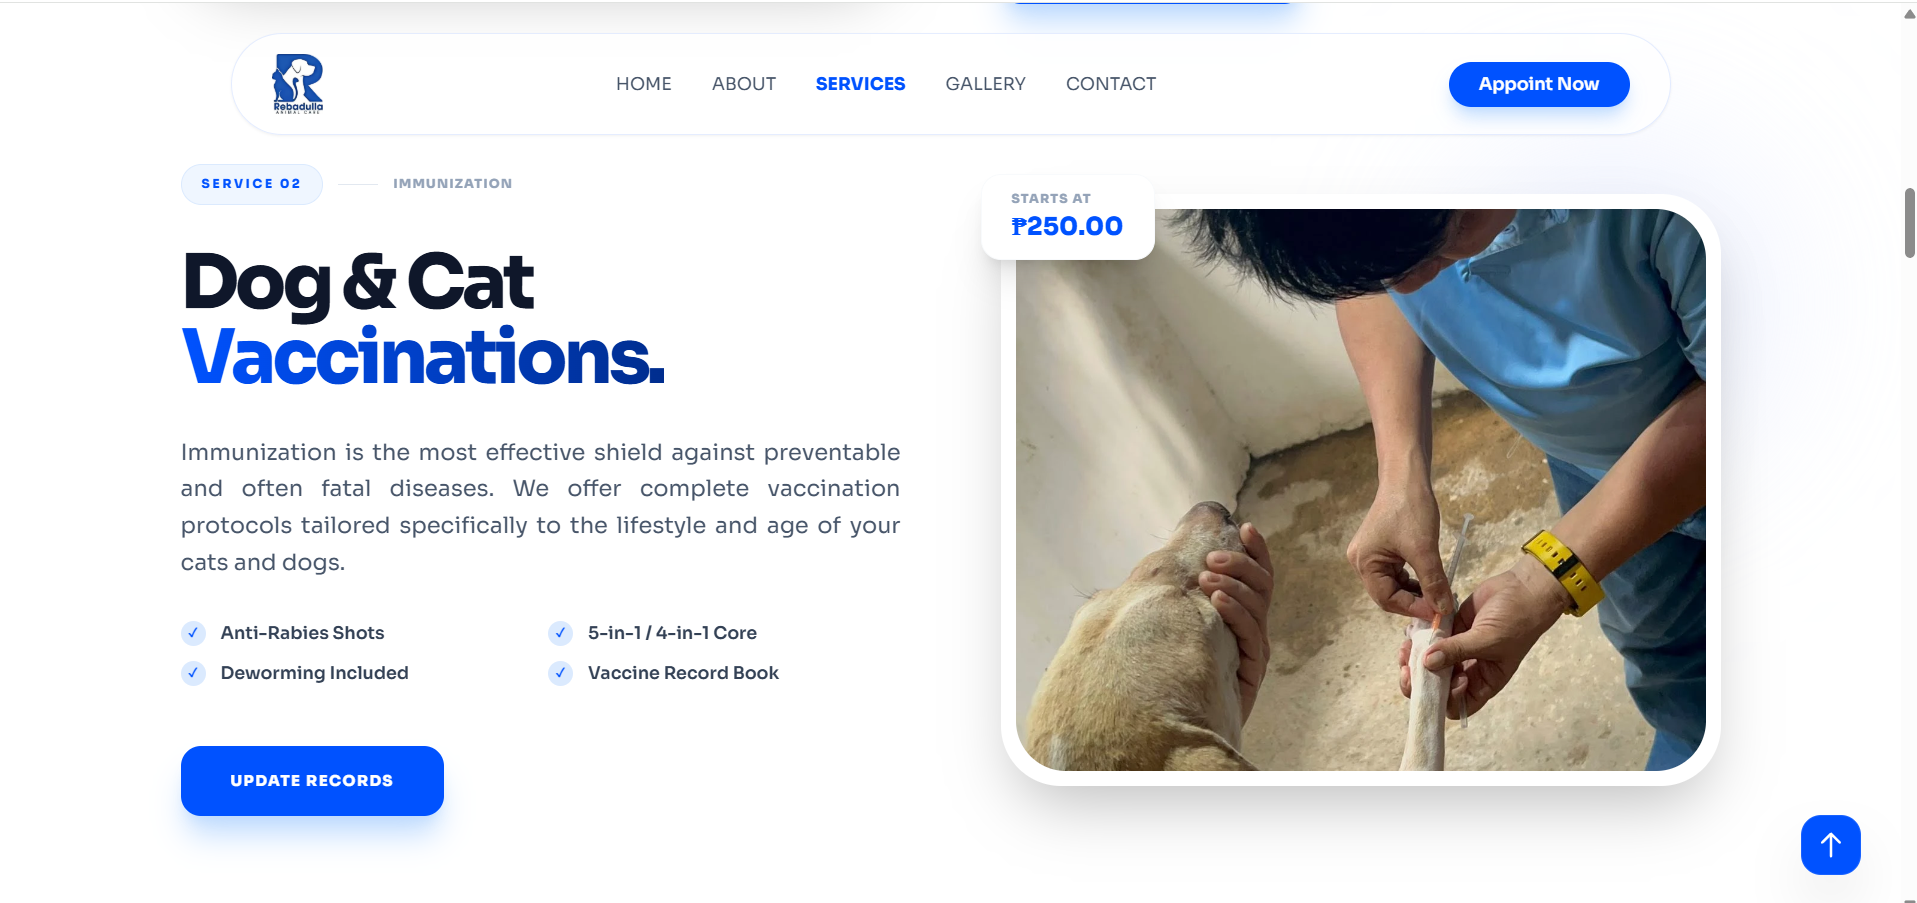 Rebadulla
ANIMAL CARE
HOME
ABOUT
SERVICES
GALLERY
CONTACT
Appoint Now
SERVICE 02
IMMUNIZATION
Dog & Cat
Vaccinations.
Immunization is the most effective shield against preventable
and often fatal diseases. We offer complete vaccination
protocols tailored specifically to the lifestyle and age of your
cats and dogs.
Anti-Rabies Shots
5-in-1 / 4-in-1 Core
Deworming Included
Vaccine Record Book
UPDATE RECORDS
STARTS AT
₱250.00